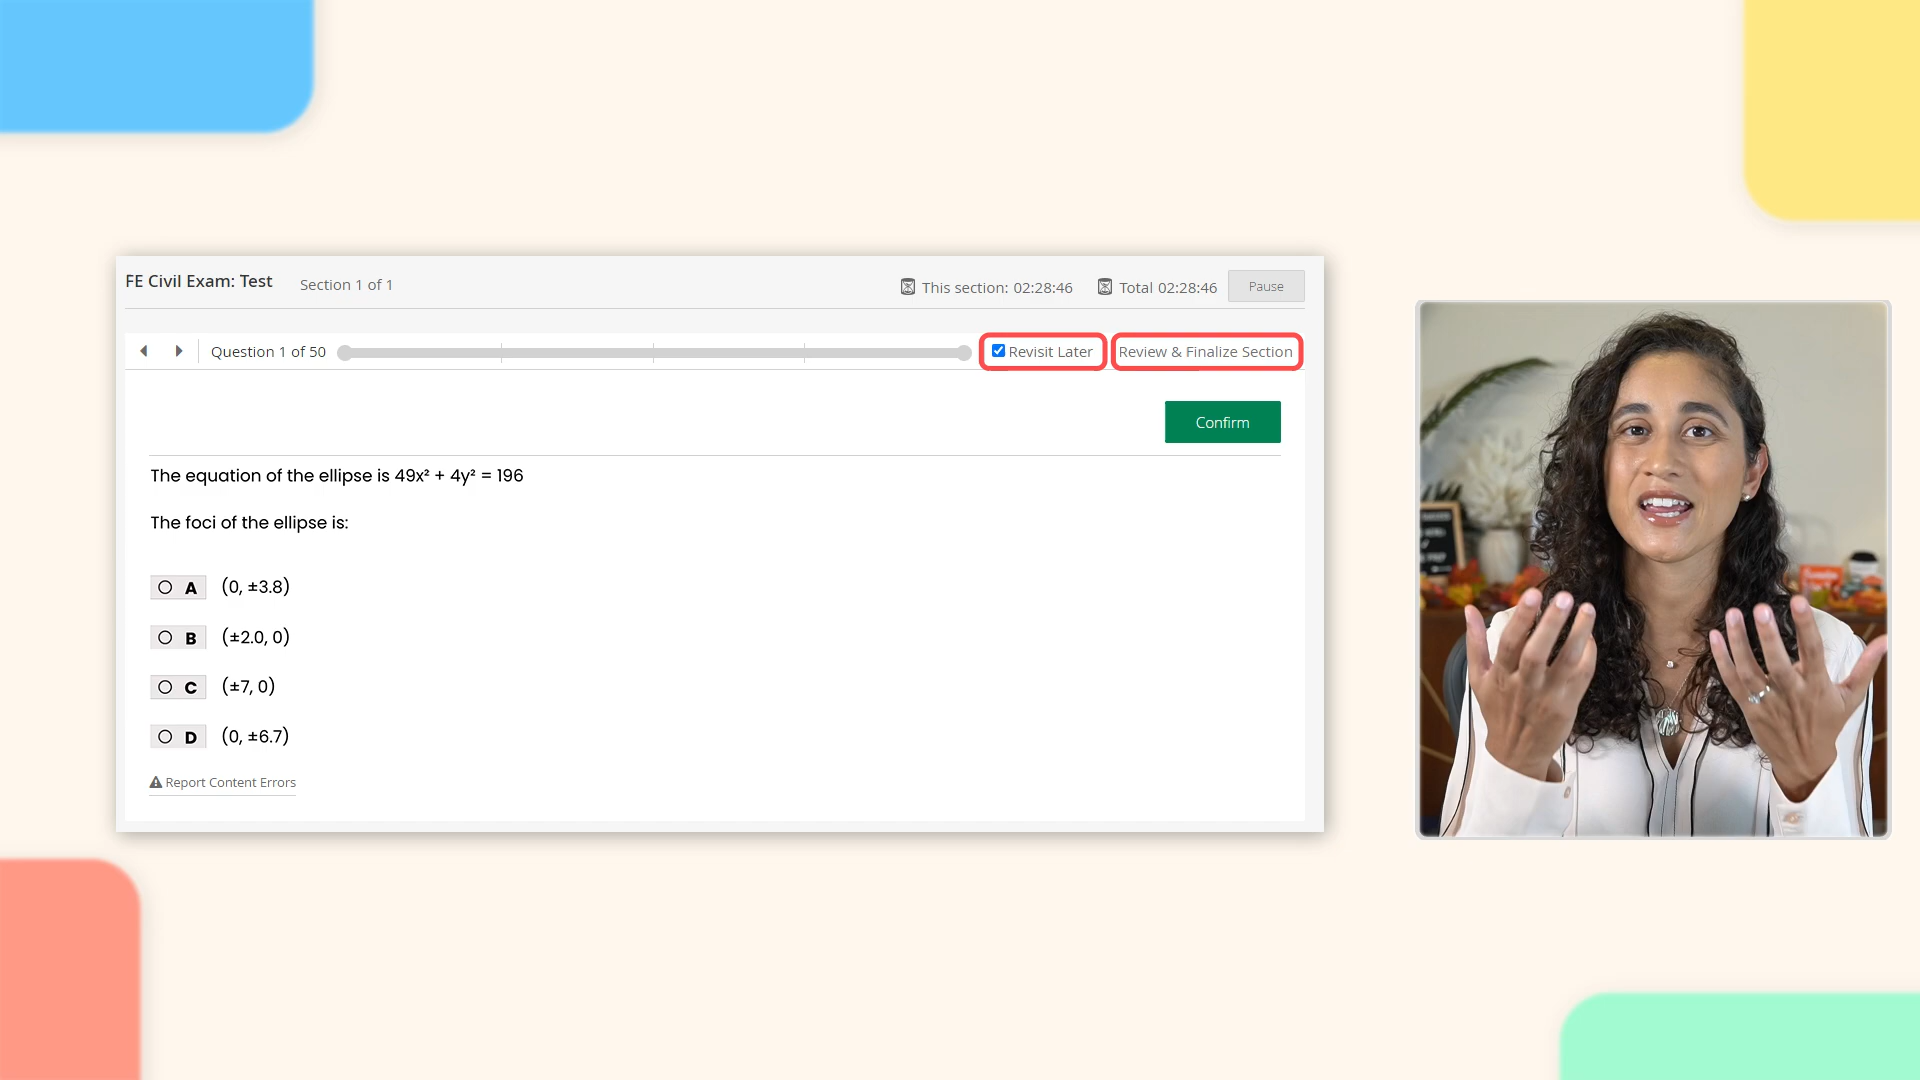 FE Civil Exam: Test
Section 1 of 1
This section: 02:28:46
Total 02:28:46
Pause
Question 1 of 50
Revisit Later
Review & Finalize Section
Confirm
The equation of the ellipse is 49x² + 4y² = 196
The foci of the ellipse is:
A (0, ±3.8)
B (±2.0, 0)
C (±7, 0)
D (0, ±6.7)
Report Content Errors